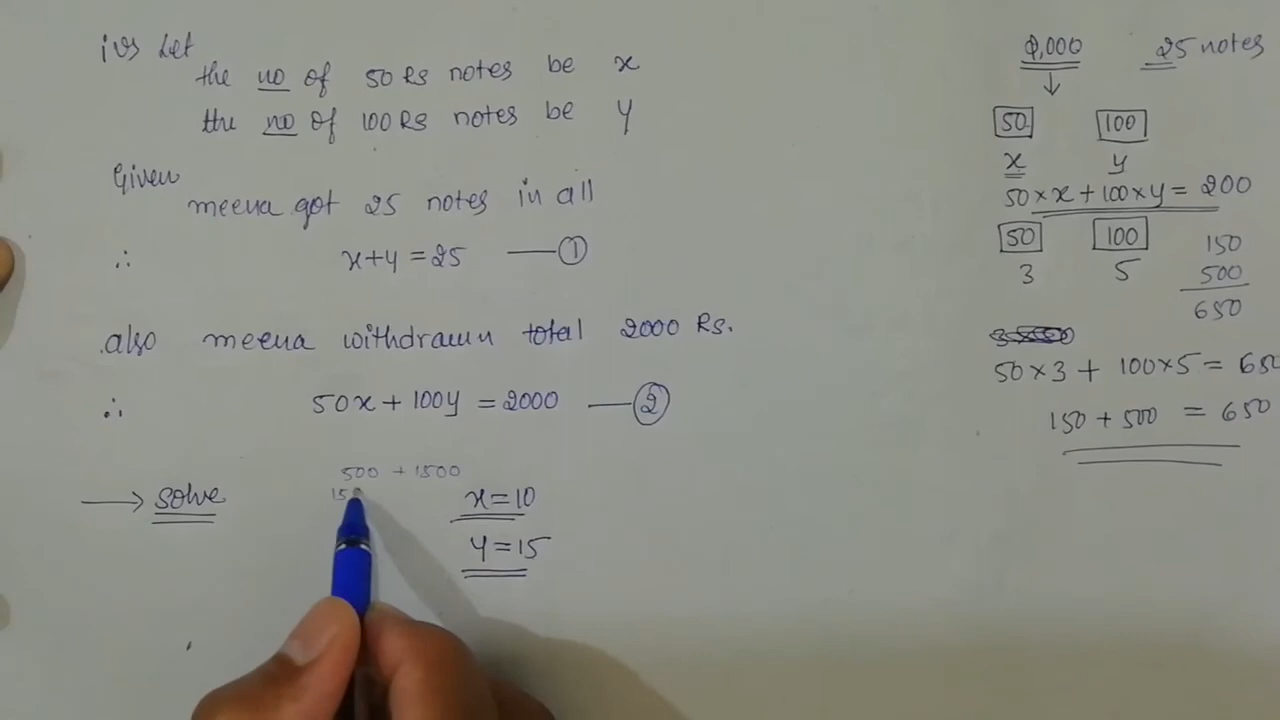 iv) Let
the no of 50 Rs notes be x
the no of 100 Rs notes be y
Given
meena got 25 notes in all
∴ x+y=25 —①
also meena withdrawn total 2000 Rs.
∴ 50x+100y=2000 —②
→ solve
500 + 1500
x=10
y=15
2,000 25 notes
↓
50 100
x y
50×x+100×y=200
50 100
3 5
150
500
650
50×3 + 100×5=650
150+500 =650